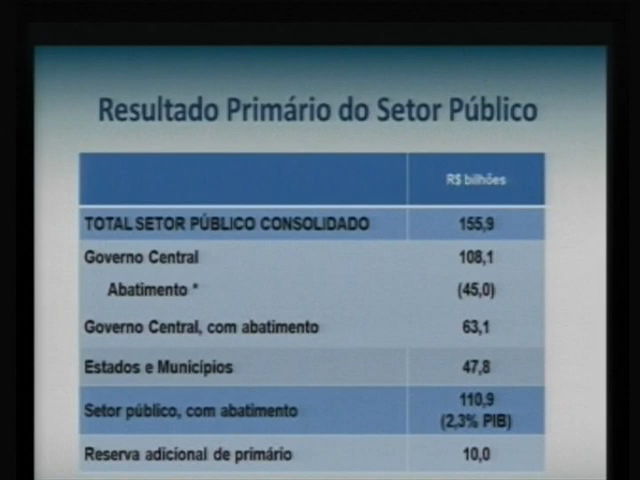 Resultado Primário do Setor Público
R$ bilhões
TOTAL SETOR PÚBLICO CONSOLIDADO 155,9
Governo Central 108,1
Abatimento * (45,0)
Governo Central, com abatimento 63,1
Estados e Municípios 47,8
Setor público, com abatimento 110,9
(2,3% PIB)
Reserva adicional de primário 10,0